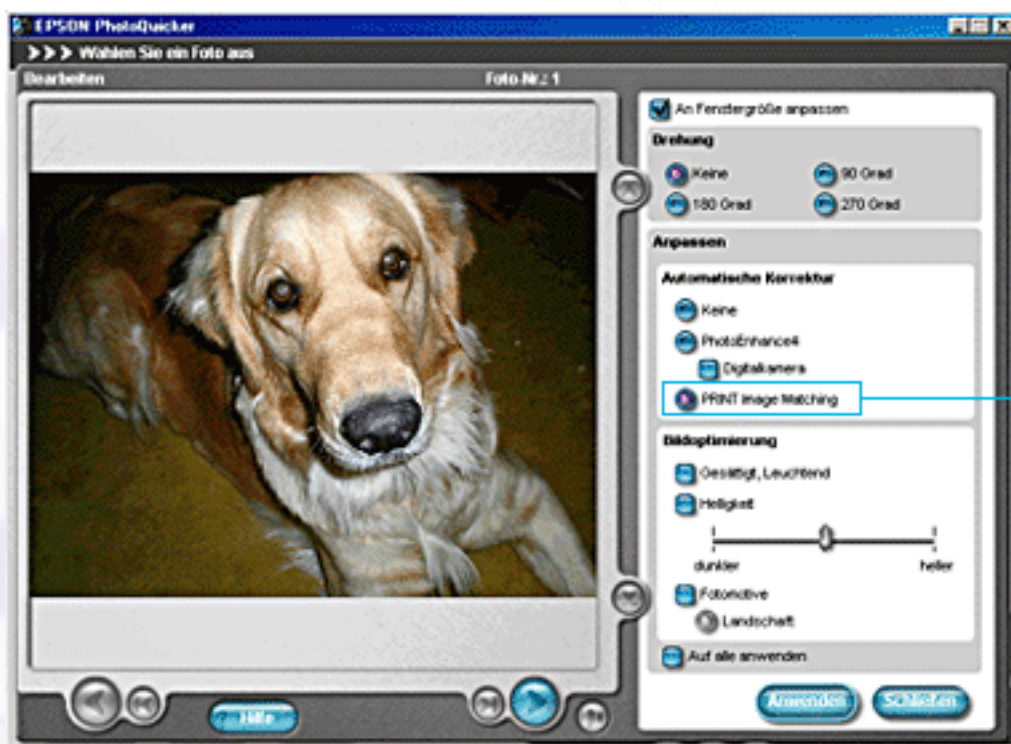 EPSON PhotoQuicker
>>> Wählen Sie ein Foto aus
Bearbeiten Foto-Nr.: 1
An Fenstergröße anpassen
Drehung
Keine 90 Grad
180 Grad 270 Grad
Anpassen
Automatische Korrektur
Keine
PhotoEnhance4
Digitalkamera
PRINT Image Matching
Bildoptimierung
Gesättigt, Leuchtend
Helligkeit
dunkler heller
Fotomotive
Landschaft
Auf alle anwenden
Hilfe Anwenden Schließen